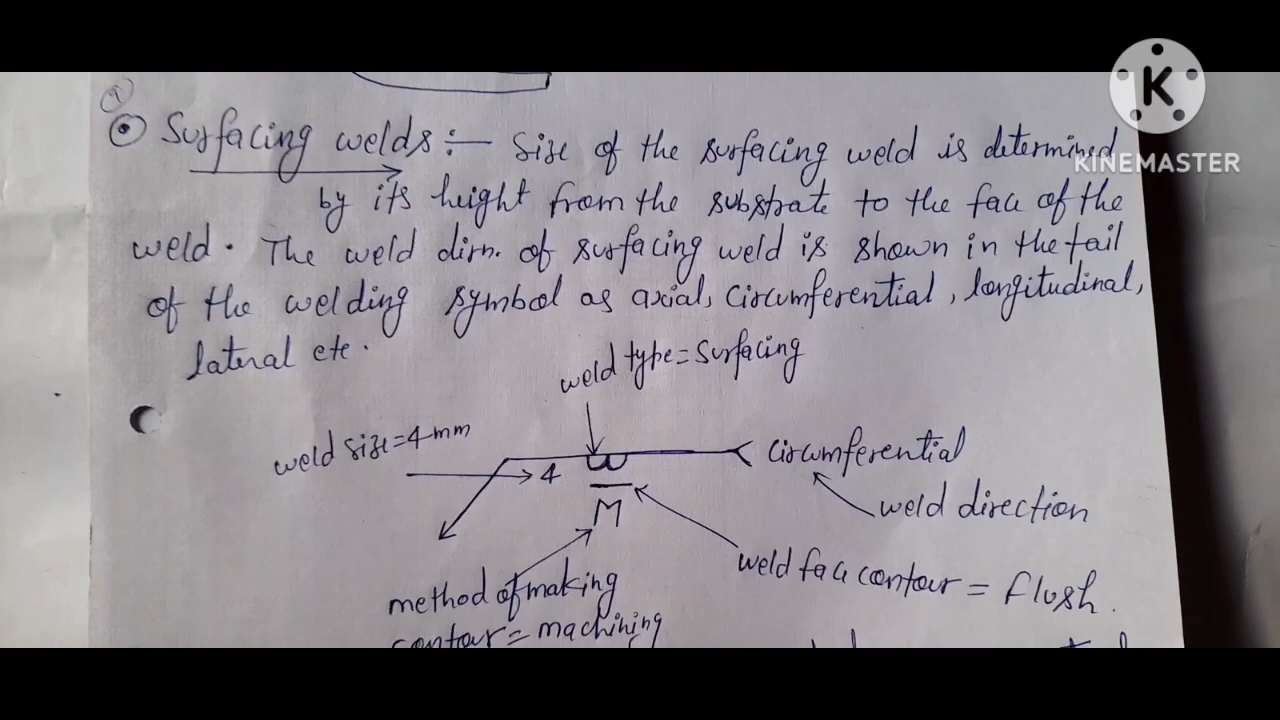 Surfacing welds :- Size of the surfacing weld is determined
by its height from the substrate to the face of the
weld. The weld dirn. of surfacing weld is shown in the tail
of the welding symbol as axial, Circumferential, longitudinal,
lateral etc.
weld type = Surfacing
weld size = 4 mm
4
Circumferential
weld direction
M
weld face contour = flush.
method of making
contour = machining
K
KINEMASTER